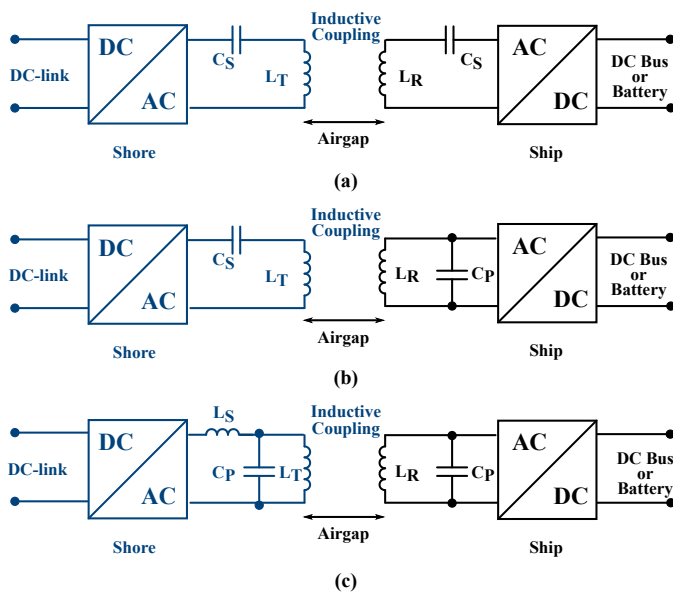 Inductive
Coupling
DC
AC
DC-link
CS
LT
LR
CS
AC
DC
DC Bus
or
Battery
Shore
Airgap
Ship
(a)
Inductive
Coupling
DC
AC
DC-link
CS
LT
LR
CP
AC
DC
DC Bus
or
Battery
Shore
Airgap
Ship
(b)
LS
Inductive
Coupling
DC
AC
DC-link
CP
LT
LR
CP
AC
DC
DC Bus
or
Battery
Shore
Airgap
Ship
(c)